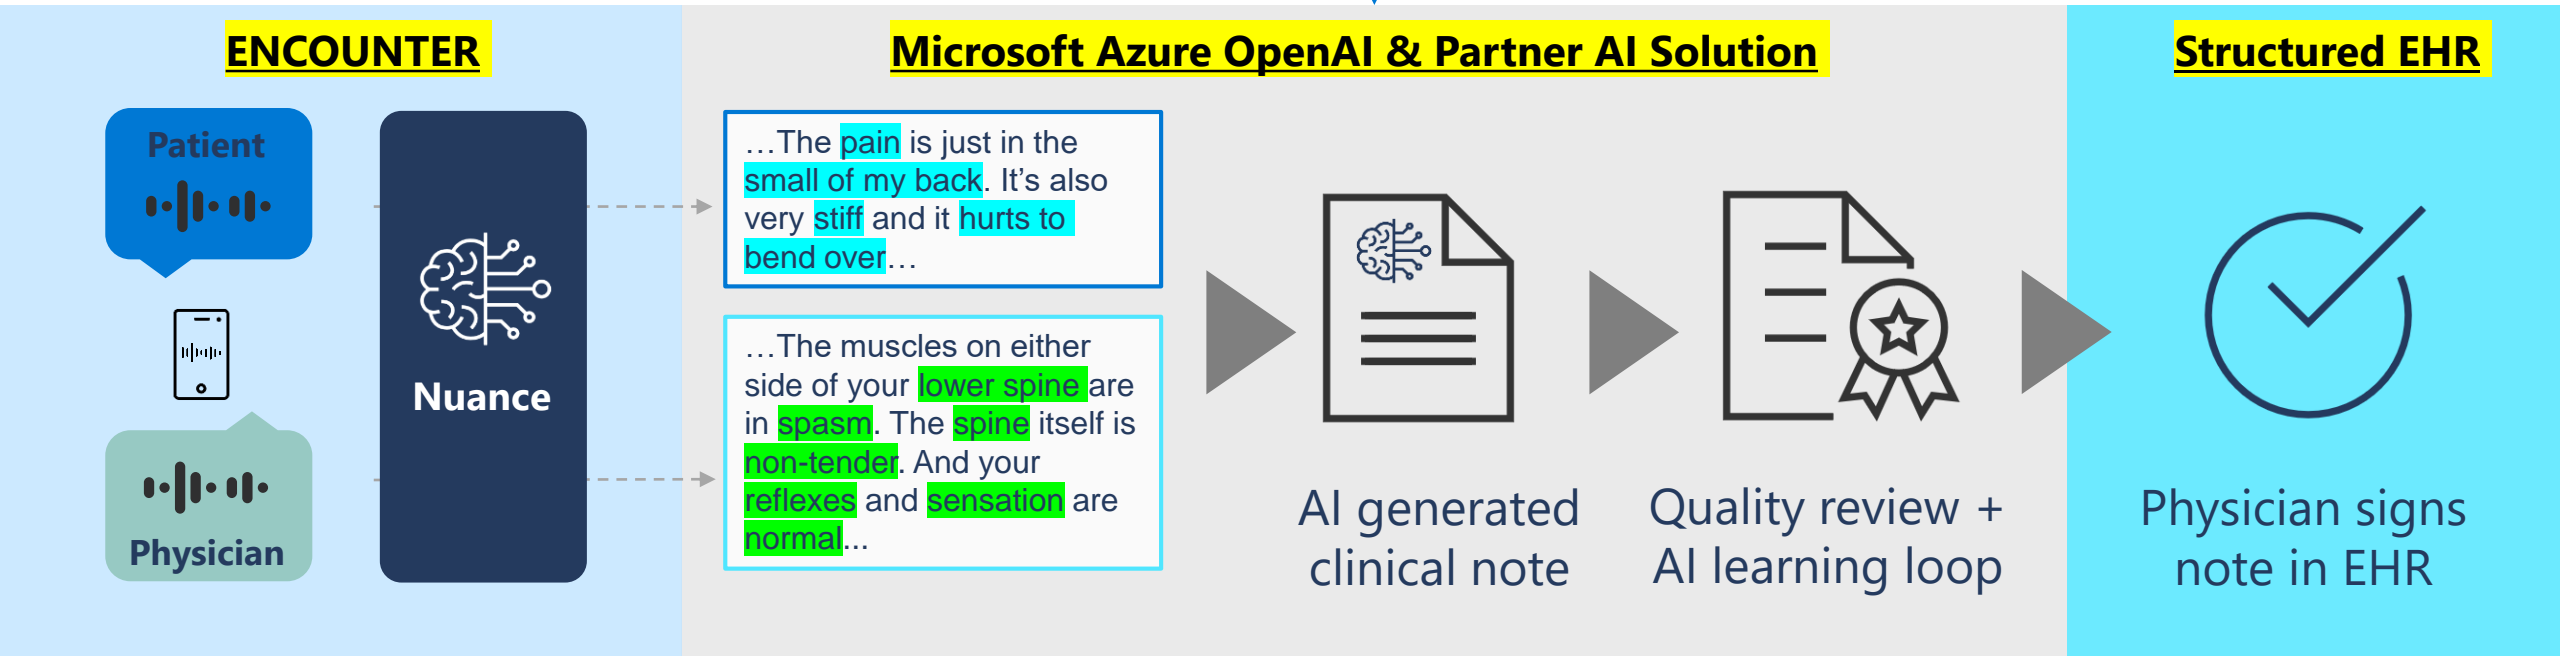 ENCOUNTER
Patient
Nuance
Physician
Microsoft Azure OpenAI & Partner AI Solution
…The pain is just in the
small of my back. It’s also
very stiff and it hurts to
bend over…
…The muscles on either
side of your lower spine are
in spasm. The spine itself is
non-tender. And your
reflexes and sensation are
normal...
AI generated
clinical note
Quality review +
AI learning loop
Structured EHR
Physician signs
note in EHR